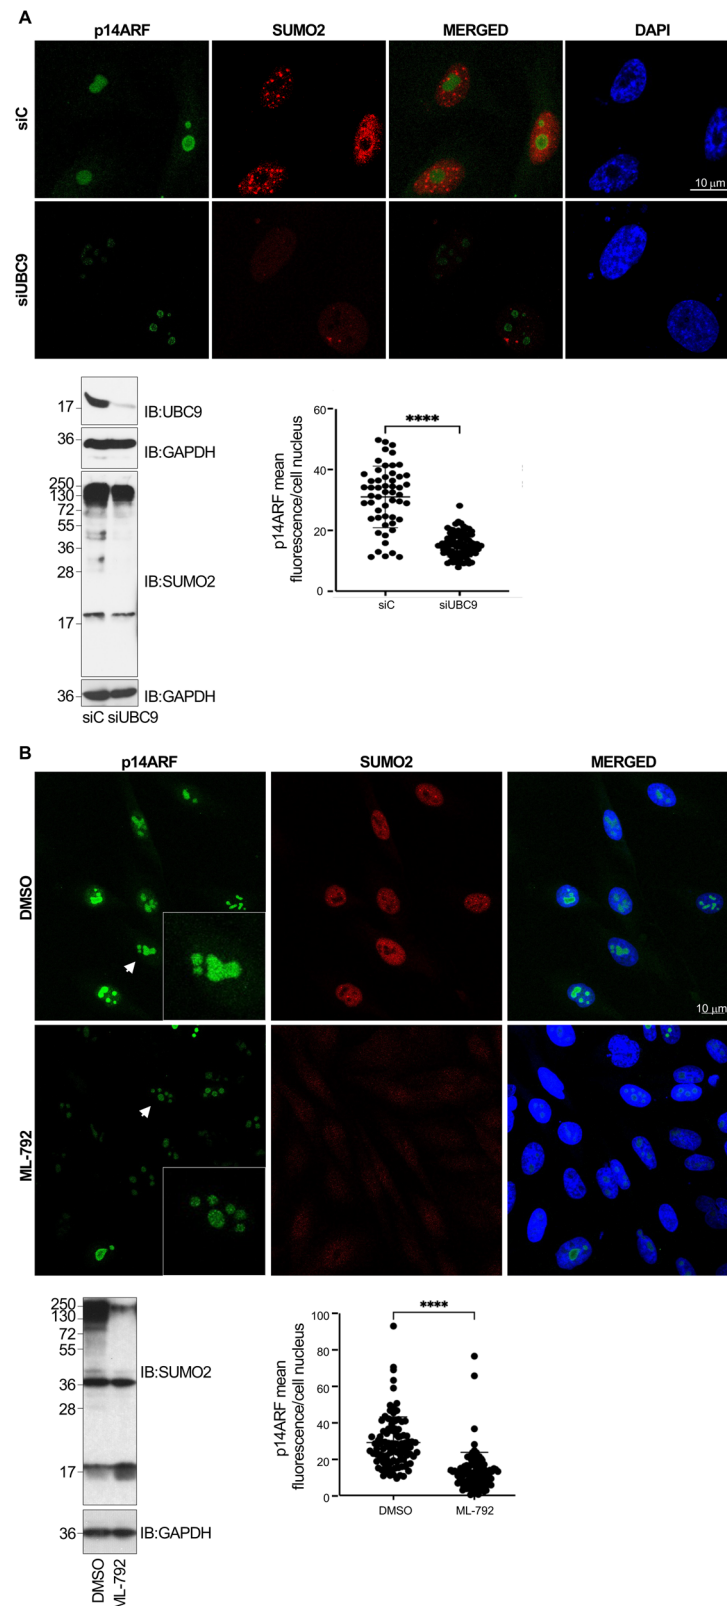 A
p14ARF SUMO2 MERGED DAPI
siC
10 μm
siUBC9
17 IB:UBC9
36 IB:GAPDH
250
130
72
55
36
28
17
IB:SUMO2
36 IB:GAPDH
siC siUBC9
p14ARF mean
fluorescence/cell nucleus
60
40
20
0
****
siC siUBC9
B
p14ARF SUMO2 MERGED
DMSO
10 μm
ML-792
250
130
72
55
36
28
17
IB:SUMO2
36 IB:GAPDH
DMSO
ML-792
p14ARF mean
fluorescence/cell nucleus
100
80
60
40
20
0
****
DMSO ML-792